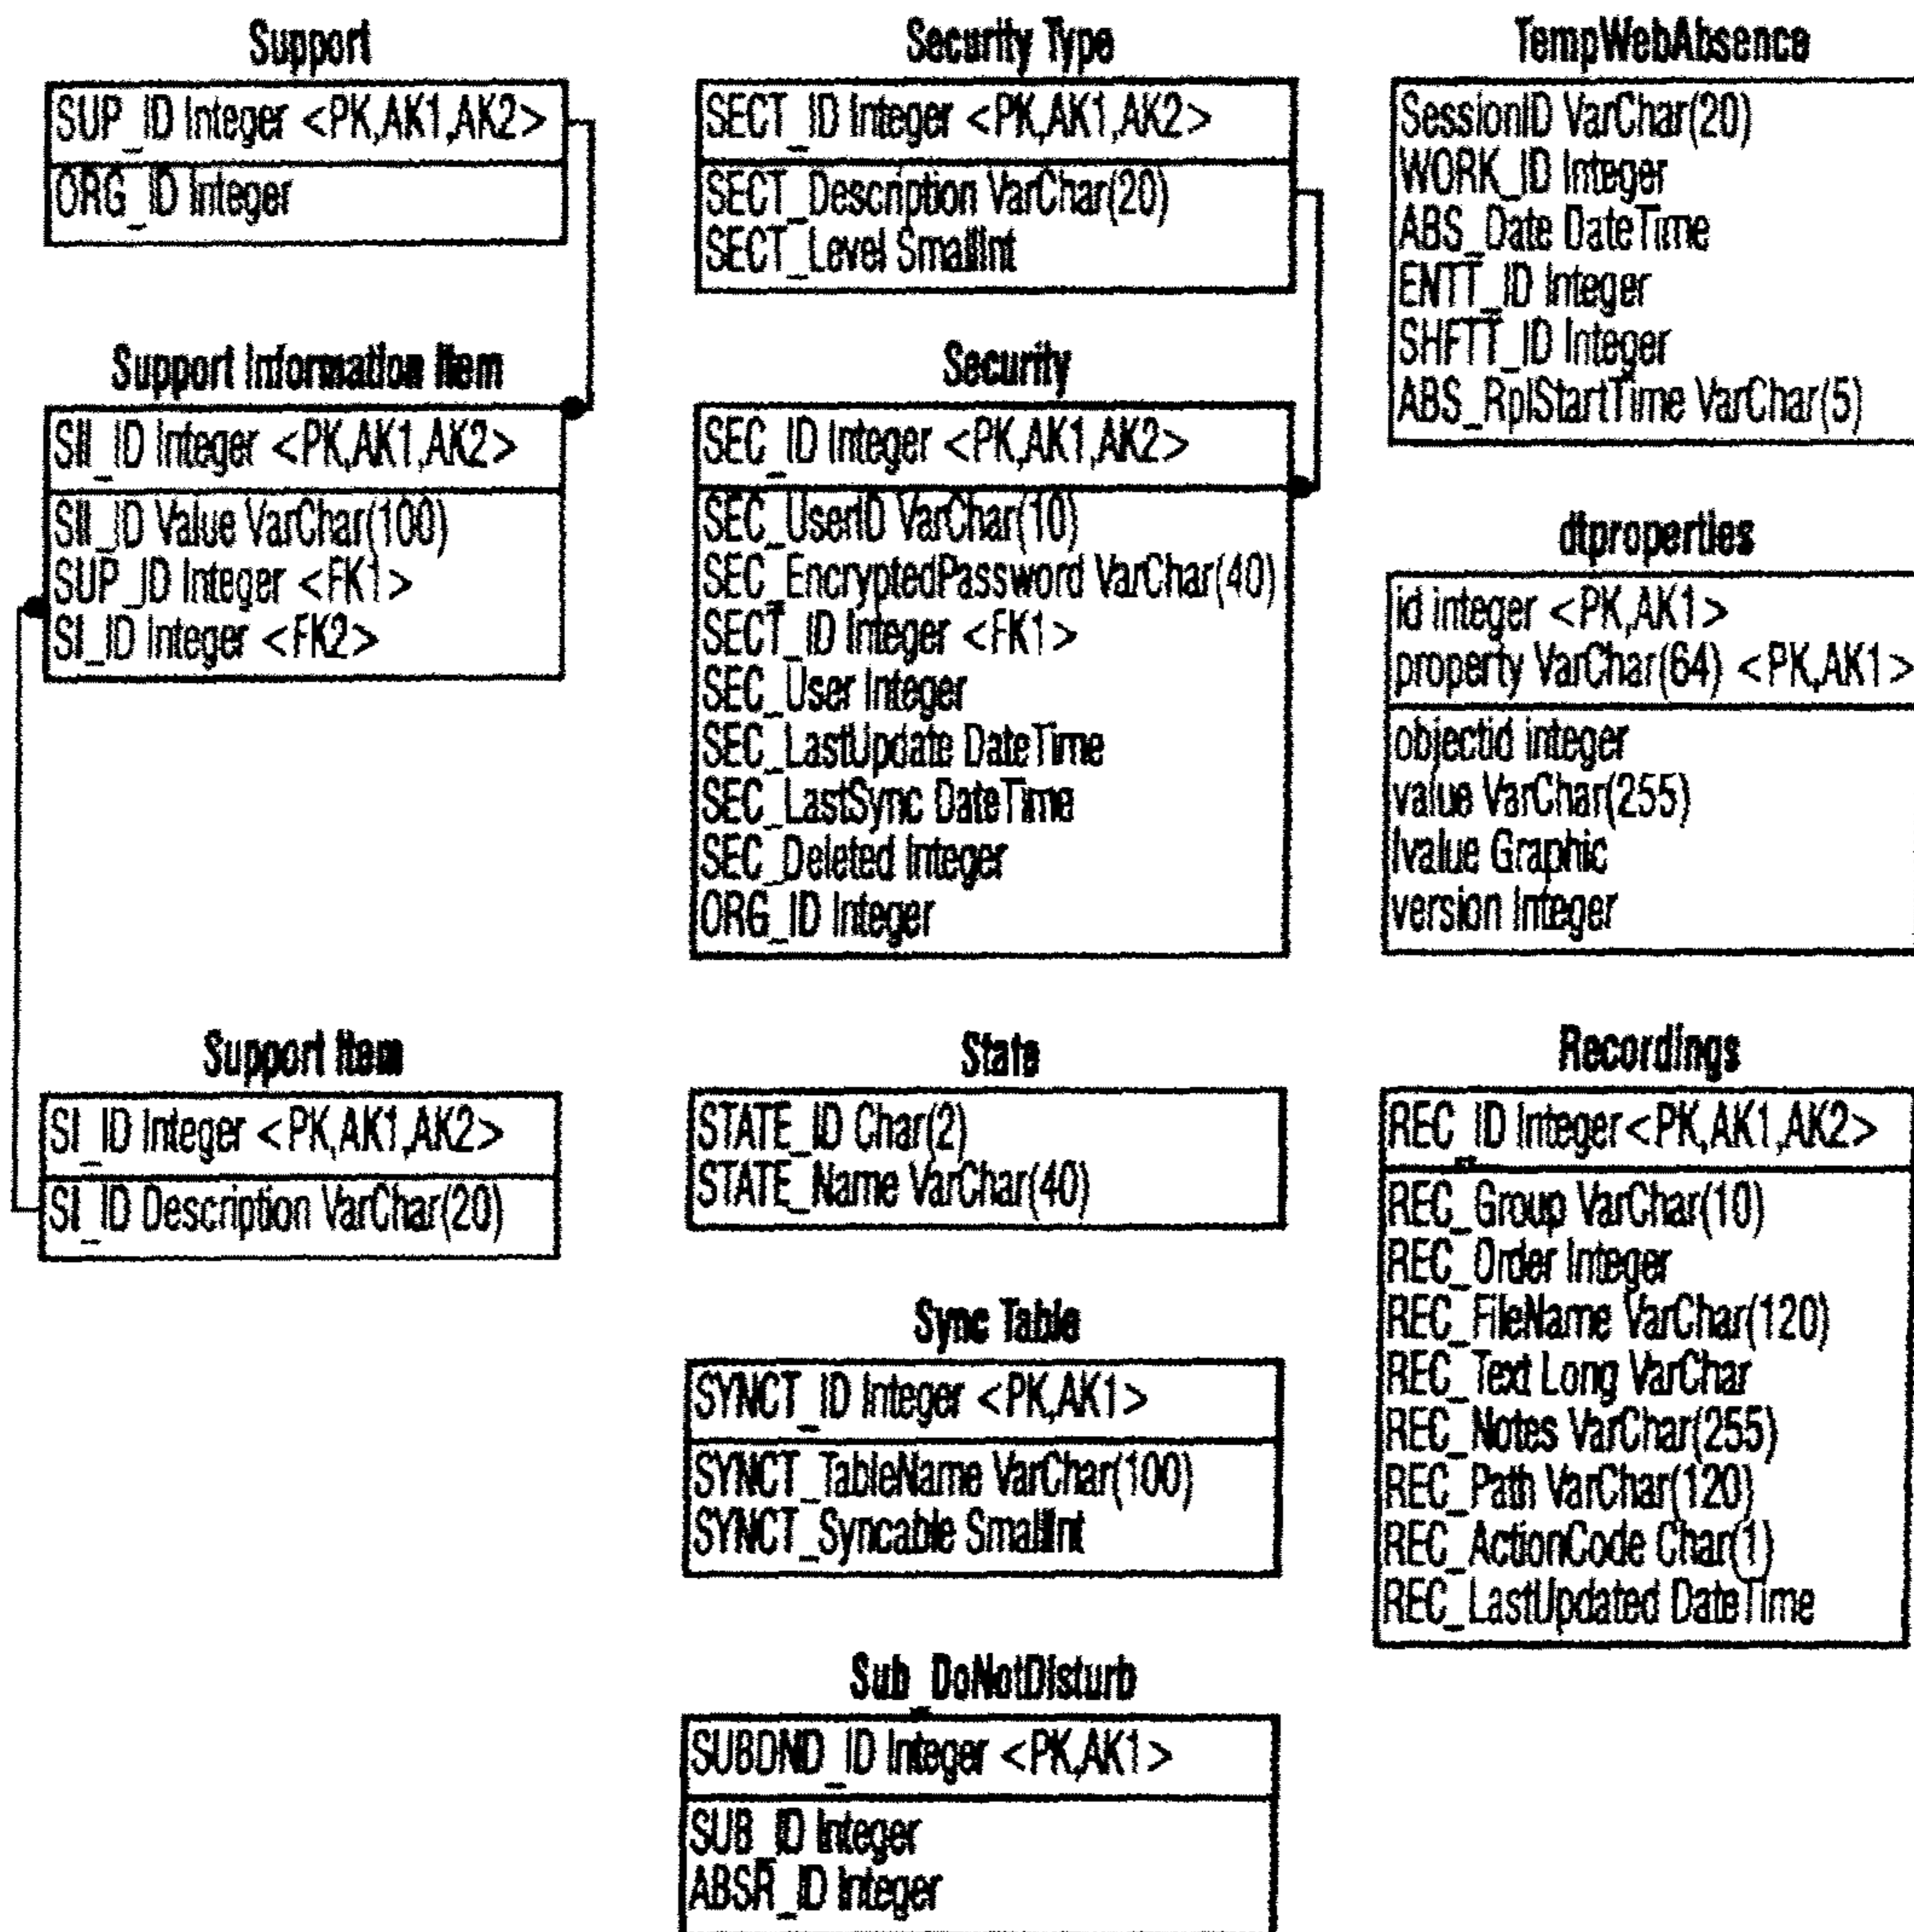 Support
SUP_ID Integer <PK,AK1,AK2>
ORG_ID Integer
Support Information Item
SII_ID Integer <PK,AK1,AK2>
SII_ID Value VarChar(100)
SUP_ID Integer <FK1>
SI_ID Integer <FK2>
Support Item
SI_ID Integer <PK,AK1,AK2>
SI_ID Description VarChar(20)
Security Type
SECT_ID Integer <PK,AK1,AK2>
SECT_Description VarChar(20)
SECT_Level SmallInt
Security
SEC_ID Integer <PK,AK1,AK2>
SEC_UserID VarChar(10)
SEC_EncryptedPassword VarChar(40)
SECT_ID Integer <FK1>
SEC_User Integer
SEC_LastUpdate DateTime
SEC_LastSync DateTime
SEC_Deleted Integer
ORG_ID Integer
State
STATE_ID Char(2)
STATE_Name VarChar(40)
Sync Table
SYNCT_ID Integer <PK,AK1>
SYNCT_TableName VarChar(100)
SYNCT_Syncable SmallInt
Sub_DoNotDisturb
SUBDND_ID Integer <PK,AK1>
SUB_ID Integer
ABSR_ID Integer
TempWebAbsence
SessionID VarChar(20)
WORK_ID Integer
ABS_Date DateTime
ENTT_ID Integer
SHFTT_ID Integer
ABS_RplStartTime VarChar(5)
dtproperties
id integer <PK,AK1>
property VarChar(64) <PK,AK1>
objectid integer
value VarChar(255)
lvalue Graphic
version Integer
Recordings
REC_ID Integer<PK,AK1,AK2>
REC_Group VarChar(10)
REC_Order Integer
REC_FileName VarChar(120)
REC_Text Long VarChar
REC_Notes VarChar(255)
REC_Path VarChar(120)
REC_ActionCode Char(1)
REC_LastUpdated DateTime